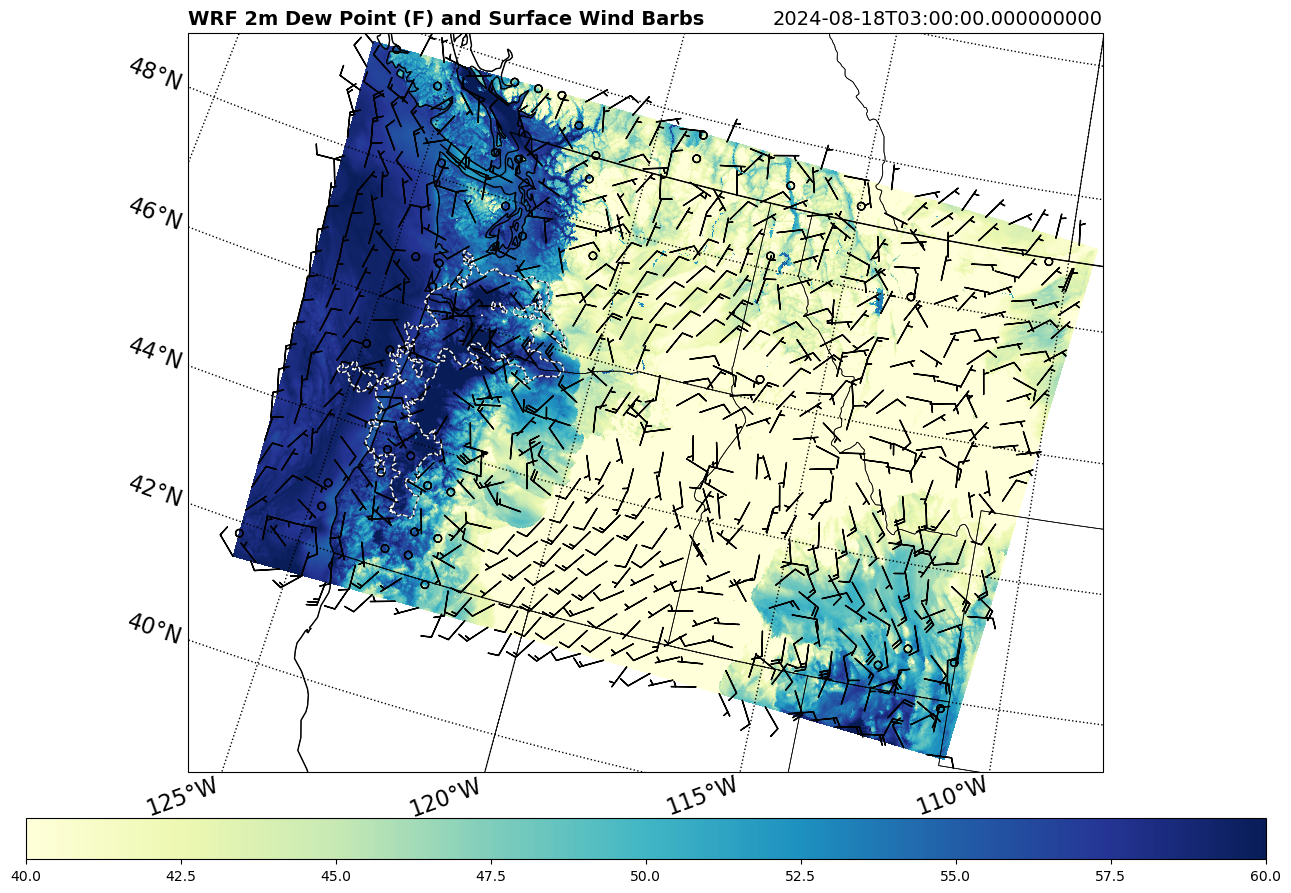 WRF 2m Dew Point (F) and Surface Wind Barbs
2024-08-18T03:00:00.000000000
48°N
46°N
44°N
42°N
40°N
125°W
120°W
115°W
110°W
40.0
42.5
45.0
47.5
50.0
52.5
55.0
57.5
60.0